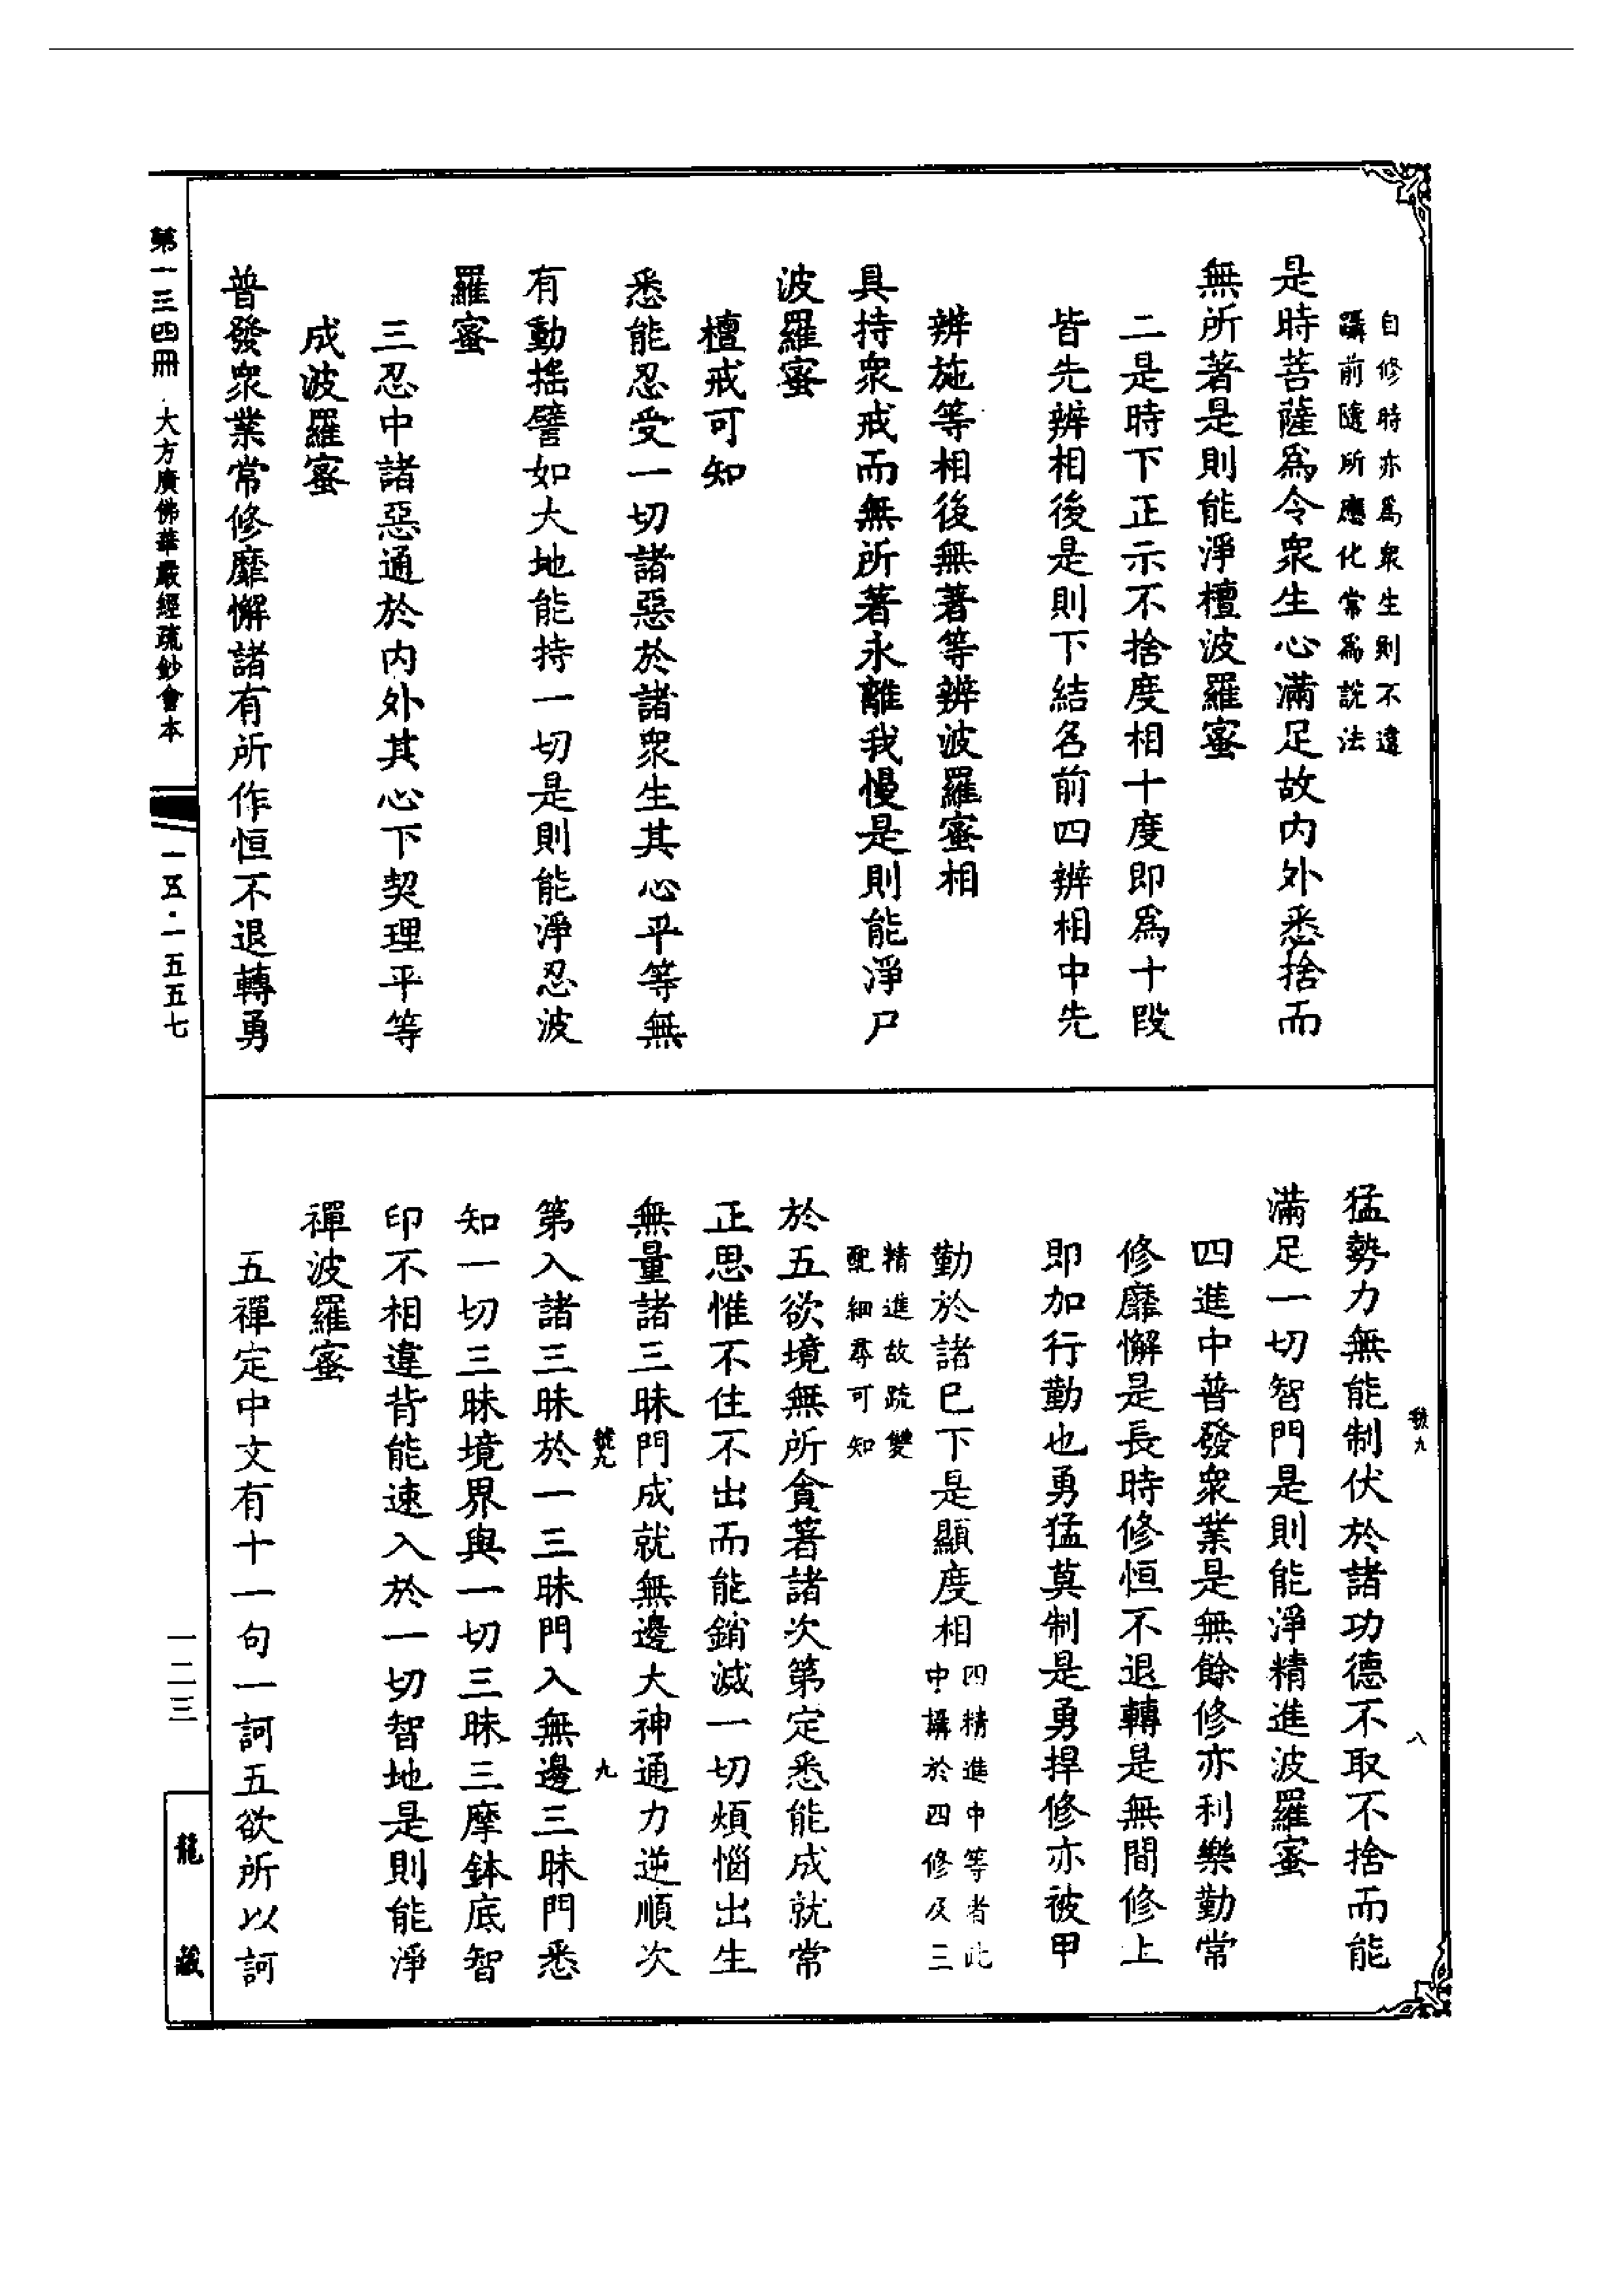 自修時亦爲衆生則不違
躡前隨所應化常爲説法
是時菩薩爲令衆生心滿足故内外悉捨而
無所著是則能淨檀波羅蜜
二是時下正示不捨度相十度即爲十段
皆先辨相後是則下結名前四辨相中先
辨施等相後無著等辨波羅蜜相
具持衆戒而無所著永離我慢是則能淨尸
波羅蜜
檀戒可知
悉能忍受一切諸惡於諸衆生其心平等無
有動搖譬如大地能持一切是則能淨忍波
羅蜜
三忍中諸惡通於内外其心下契理平等
成波羅蜜
普發衆業常修靡懈諸有所作恒不退轉勇
猛勢力無能制伏於諸功德不取不捨而能
滿足一切智門是則能淨精進波羅蜜
四進中普發衆業是無餘修亦利樂勤常
修靡懈是長時修恒不退轉是無間修上
即加行勤也勇猛莫制是勇捍修亦被甲
勤於諸已下是顯度相四精進中等者此
中攝於四修及三
精進故疏雙
配細尋可知
於五欲境無所貪著諸次第定悉能成就常
正思惟不住不出而能銷滅一切煩惱出生
無量諸三昧門成就無邊大神通力逆順次
第入諸三昧於一三昧門入無邊三昧門悉
知一切三昧境界與一切三昧三摩鉢底智
印不相違背能速入於一切智地是則能淨
禪波羅蜜
五禪定中文有十一句一訶五欲所以訶
號九
八
號九
九
第一三四冊
大方廣佛華嚴經疏鈔會本
一五·一五五七
一二三
龍藏